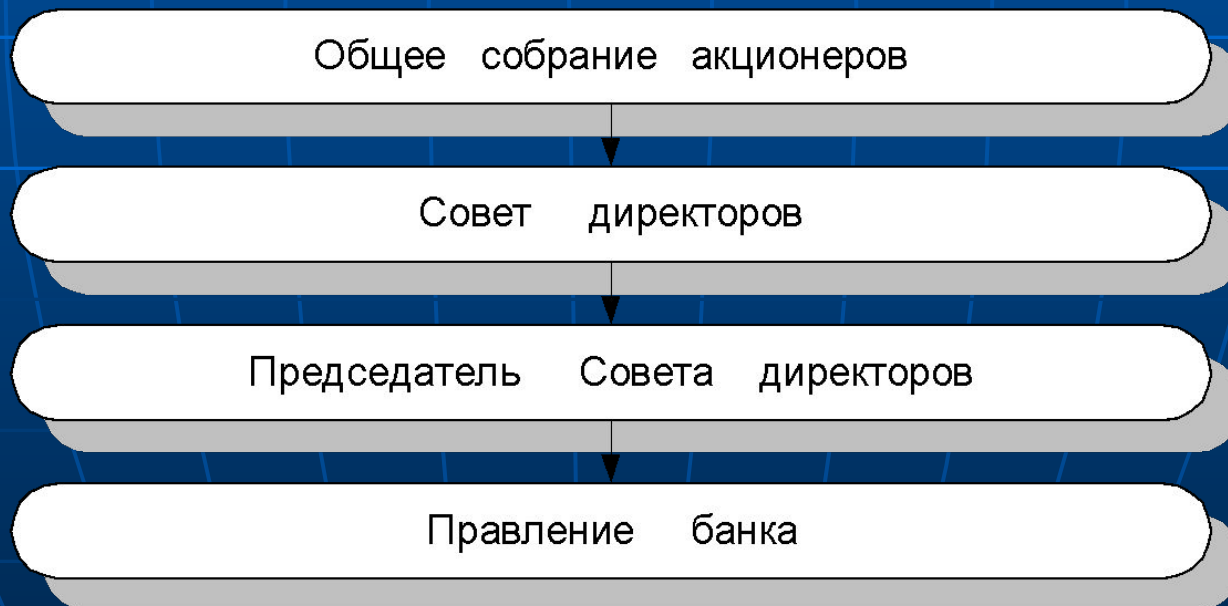 Общее собрание акционеров
Совет директоров
Председатель Совета директоров
Правление банка